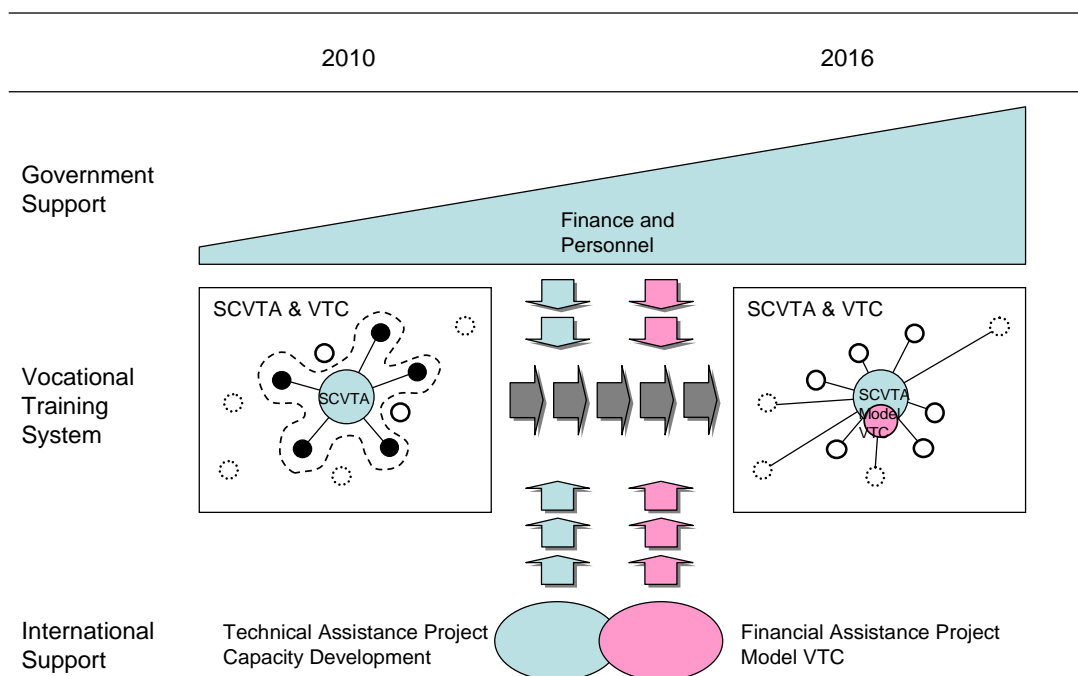 2010
2016
Government
Support
Finance and
Personnel
SCVTA & VTC
SCVTA
SCVTA & VTC
SCVTA
Model
VTC
Vocational
Training
System
International
Support
Technical Assistance Project
Capacity Development
Financial Assistance Project
Model VTC